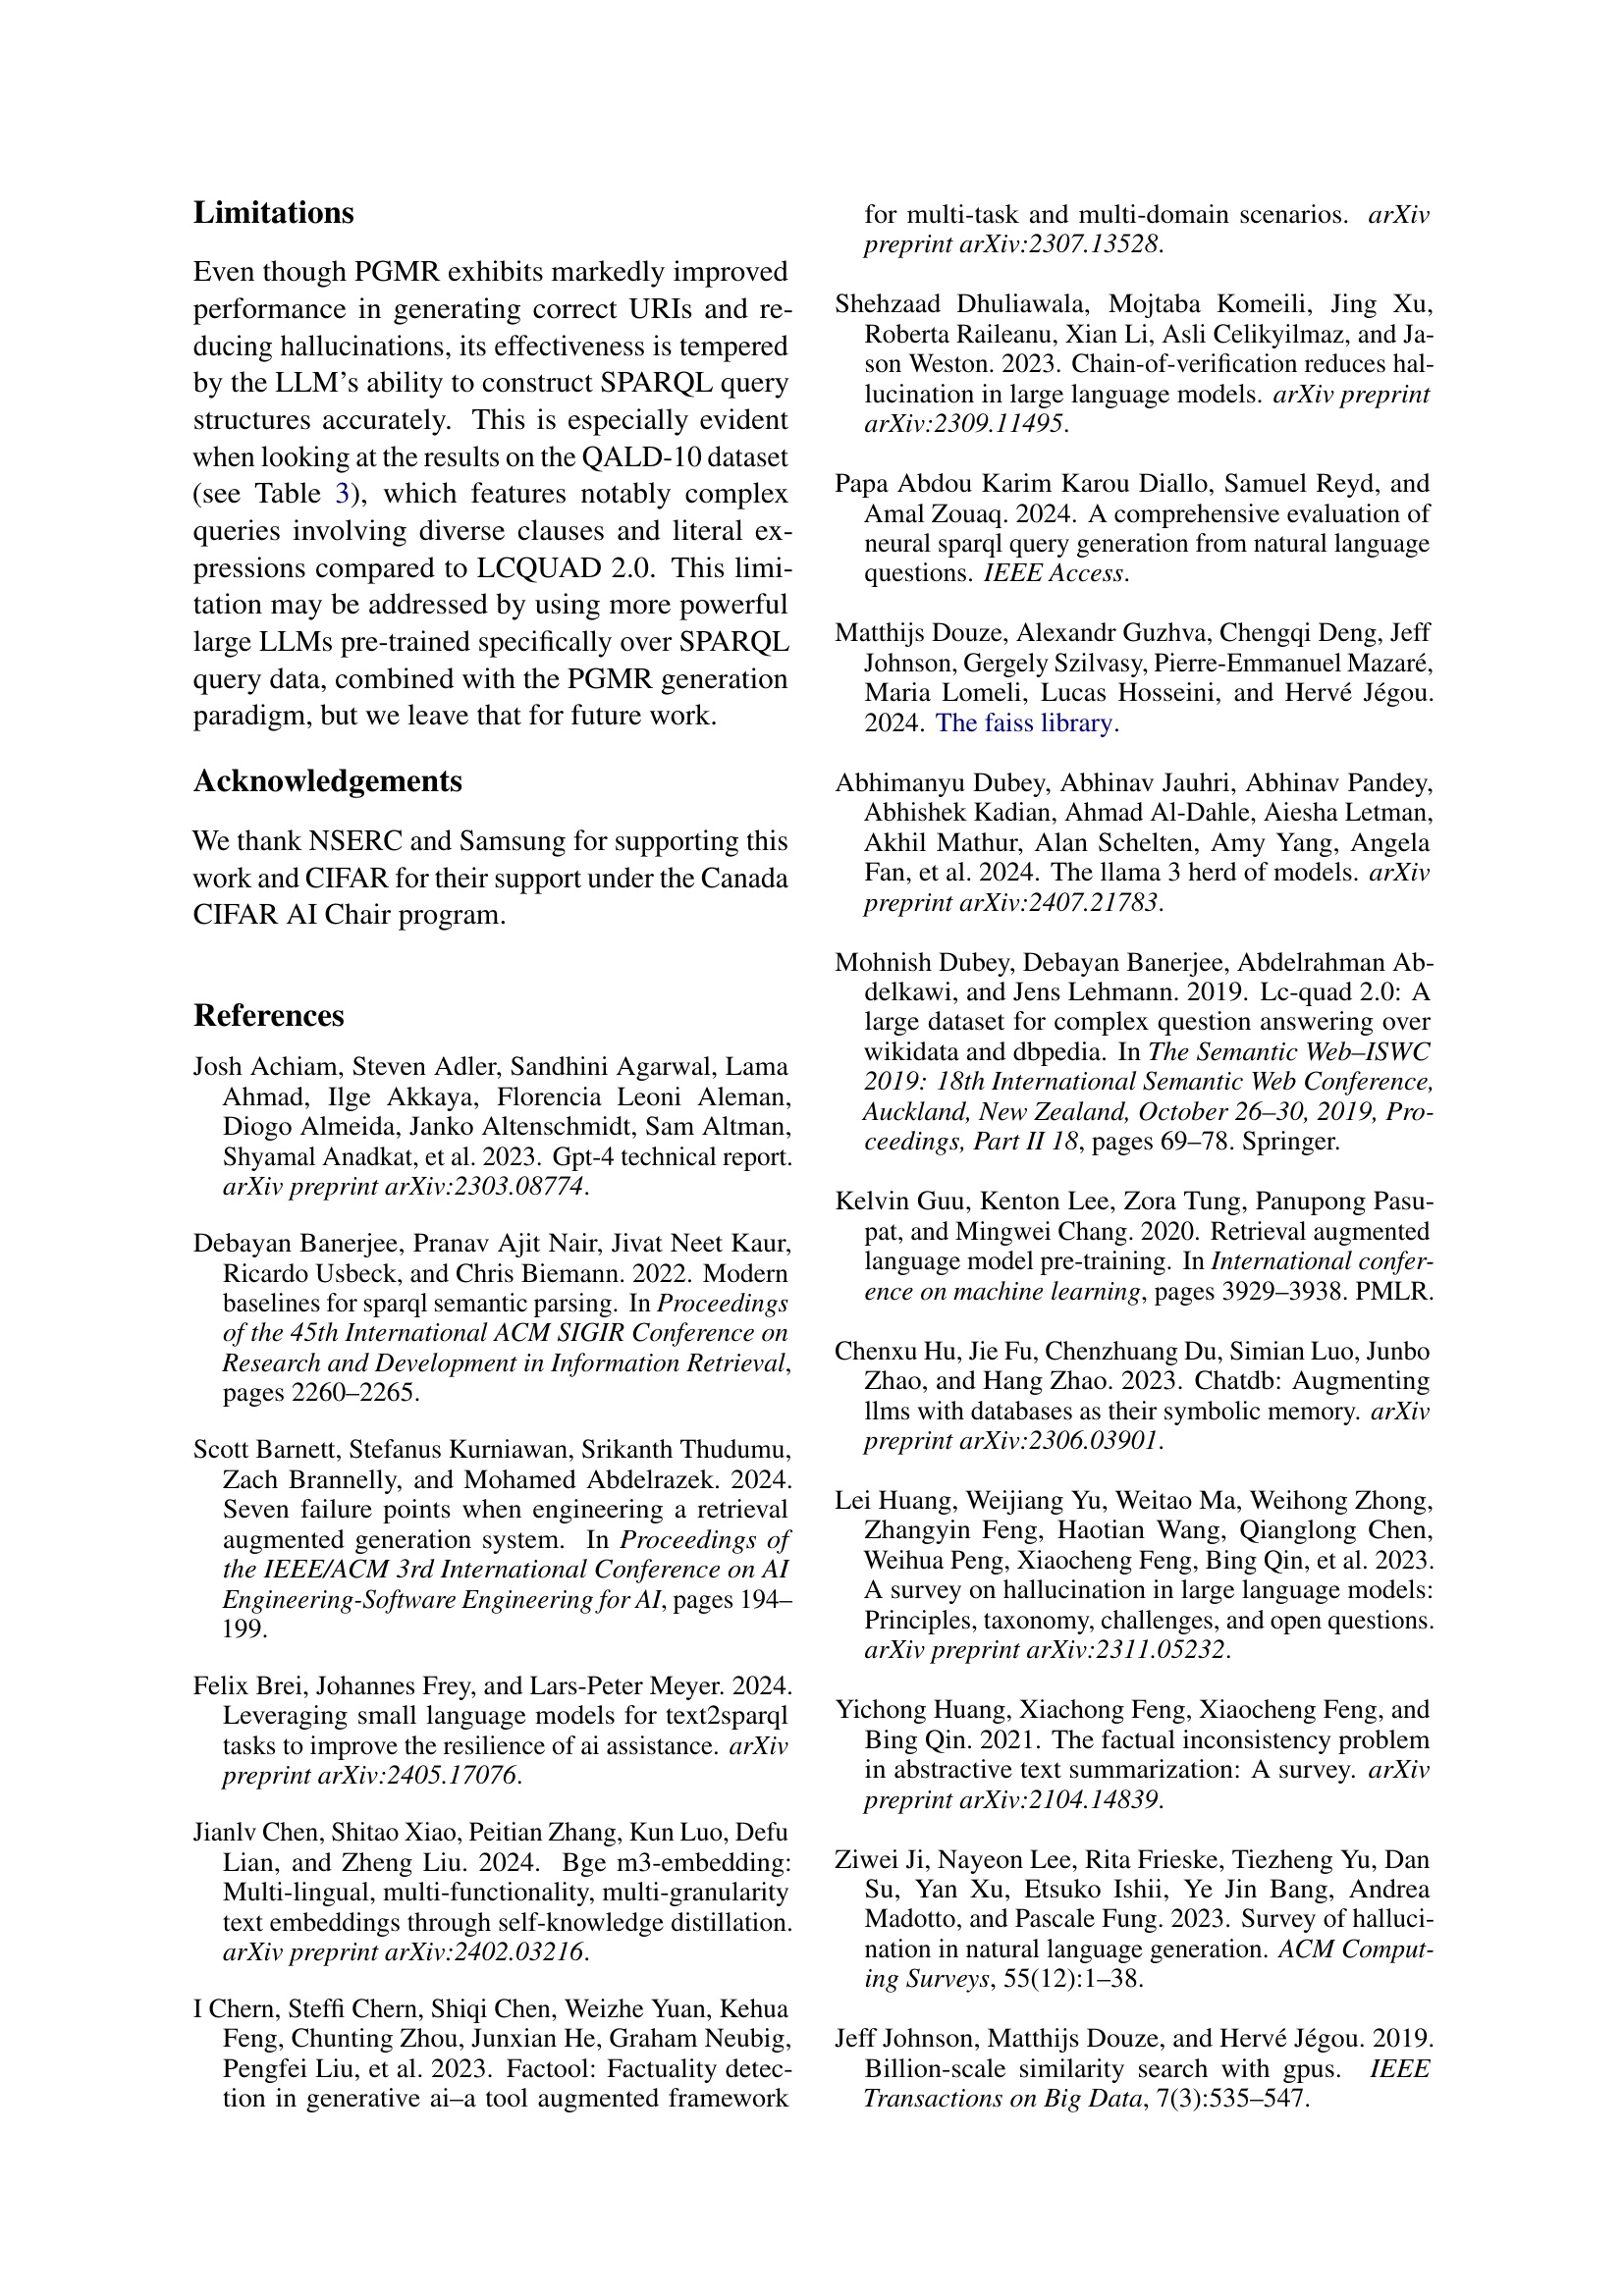 Limitations
Even though PGMR exhibits markedly improved
performance in generating correct URIs and re-
ducing hallucinations, its effectiveness is tempered
by the LLM's ability to construct SPARQL query
structures accurately. This is especially evident
when looking at the results on the QALD-10 dataset
(see Table 3), which features notably complex
queries involving diverse clauses and literal ex-
pressions compared to LCQUAD 2.0. This limi-
tation may be addressed by using more powerful
large LLMs pre-trained specifically over SPARQL
query data, combined with the PGMR generation
paradigm, but we leave that for future work.
Acknowledgements
We thank NSERC and Samsung for supporting this
work and CIFAR for their support under the Canada
CIFAR AI Chair program.
References
Josh Achiam, Steven Adler, Sandhini Agarwal, Lama
Ahmad, Ilge Akkaya, Florencia Leoni Aleman,
Diogo Almeida, Janko Altenschmidt, Sam Altman,
Shyamal Anadkat, et al. 2023. Gpt-4 technical report.
arXiv preprint arXiv:2303.08774.
Debayan Banerjee, Pranav Ajit Nair, Jivat Neet Kaur,
Ricardo Usbeck, and Chris Biemann. 2022. Modern
baselines for sparql semantic parsing. In Proceedings
of the 45th International ACM SIGIR Conference on
Research and Development in Information Retrieval,
pages 2260–2265.
Scott Barnett, Stefanus Kurniawan, Srikanth Thudumu,
Zach Brannelly, and Mohamed Abdelrazek. 2024.
Seven failure points when engineering a retrieval
augmented generation system. In Proceedings of
the IEEE/ACM 3rd International Conference on AI
Engineering-Software Engineering for AI, pages 194–
199.
Felix Brei, Johannes Frey, and Lars-Peter Meyer. 2024.
Leveraging small language models for text2sparql
tasks to improve the resilience of ai assistance. arXiv
preprint arXiv:2405.17076.
Jianlv Chen, Shitao Xiao, Peitian Zhang, Kun Luo, Defu
Lian, and Zheng Liu. 2024. Bge m3-embedding:
Multi-lingual, multi-functionality, multi-granularity
text embeddings through self-knowledge distillation.
arXiv preprint arXiv:2402.03216.
I Chern, Steffi Chern, Shiqi Chen, Weizhe Yuan, Kehua
Feng, Chunting Zhou, Junxian He, Graham Neubig,
Pengfei Liu, et al. 2023. Factool: Factuality detec-
tion in generative ai–a tool augmented framework
for multi-task and multi-domain scenarios. arXiv
preprint arXiv:2307.13528.
Shehzaad Dhuliawala, Mojtaba Komeili, Jing Xu,
Roberta Raileanu, Xian Li, Asli Celikyilmaz, and Ja-
son Weston. 2023. Chain-of-verification reduces hal-
lucination in large language models. arXiv preprint
arXiv:2309.11495.
Papa Abdou Karim Karou Diallo, Samuel Reyd, and
Amal Zouaq. 2024. A comprehensive evaluation of
neural sparql query generation from natural language
questions. IEEE Access.
Matthijs Douze, Alexandr Guzhva, Chengqi Deng, Jeff
Johnson, Gergely Szilvasy, Pierre-Emmanuel Mazaré,
Maria Lomeli, Lucas Hosseini, and Hervé Jégou.
2024. The faiss library.
Abhimanyu Dubey, Abhinav Jauhri, Abhinav Pandey,
Abhishek Kadian, Ahmad Al-Dahle, Aiesha Letman,
Akhil Mathur, Alan Schelten, Amy Yang, Angela
Fan, et al. 2024. The llama 3 herd of models. arXiv
preprint arXiv:2407.21783.
Mohnish Dubey, Debayan Banerjee, Abdelrahman Ab-
delkawi, and Jens Lehmann. 2019. Lc-quad 2.0: A
large dataset for complex question answering over
wikidata and dbpedia. In The Semantic Web–ISWC
2019: 18th International Semantic Web Conference,
Auckland, New Zealand, October 26–30, 2019, Pro-
ceedings, Part II 18, pages 69–78. Springer.
Kelvin Guu, Kenton Lee, Zora Tung, Panupong Pasu-
pat, and Mingwei Chang. 2020. Retrieval augmented
language model pre-training. In International confer-
ence on machine learning, pages 3929–3938. PMLR.
Chenxu Hu, Jie Fu, Chenzhuang Du, Simian Luo, Junbo
Zhao, and Hang Zhao. 2023. Chatdb: Augmenting
llms with databases as their symbolic memory. arXiv
preprint arXiv:2306.03901.
Lei Huang, Weijiang Yu, Weitao Ma, Weihong Zhong,
Zhangyin Feng, Haotian Wang, Qianglong Chen,
Weihua Peng, Xiaocheng Feng, Bing Qin, et al. 2023.
A survey on hallucination in large language models:
Principles, taxonomy, challenges, and open questions.
arXiv preprint arXiv:2311.05232.
Yichong Huang, Xiachong Feng, Xiaocheng Feng, and
Bing Qin. 2021. The factual inconsistency problem
in abstractive text summarization: A survey. arXiv
preprint arXiv:2104.14839.
Ziwei Ji, Nayeon Lee, Rita Frieske, Tiezheng Yu, Dan
Su, Yan Xu, Etsuko Ishii, Ye Jin Bang, Andrea
Madotto, and Pascale Fung. 2023. Survey of halluci-
nation in natural language generation. ACM Comput-
ing Surveys, 55(12):1–38.
Jeff Johnson, Matthijs Douze, and Hervé Jégou. 2019.
Billion-scale similarity search with gpus. IEEE
Transactions on Big Data, 7(3):535–547.